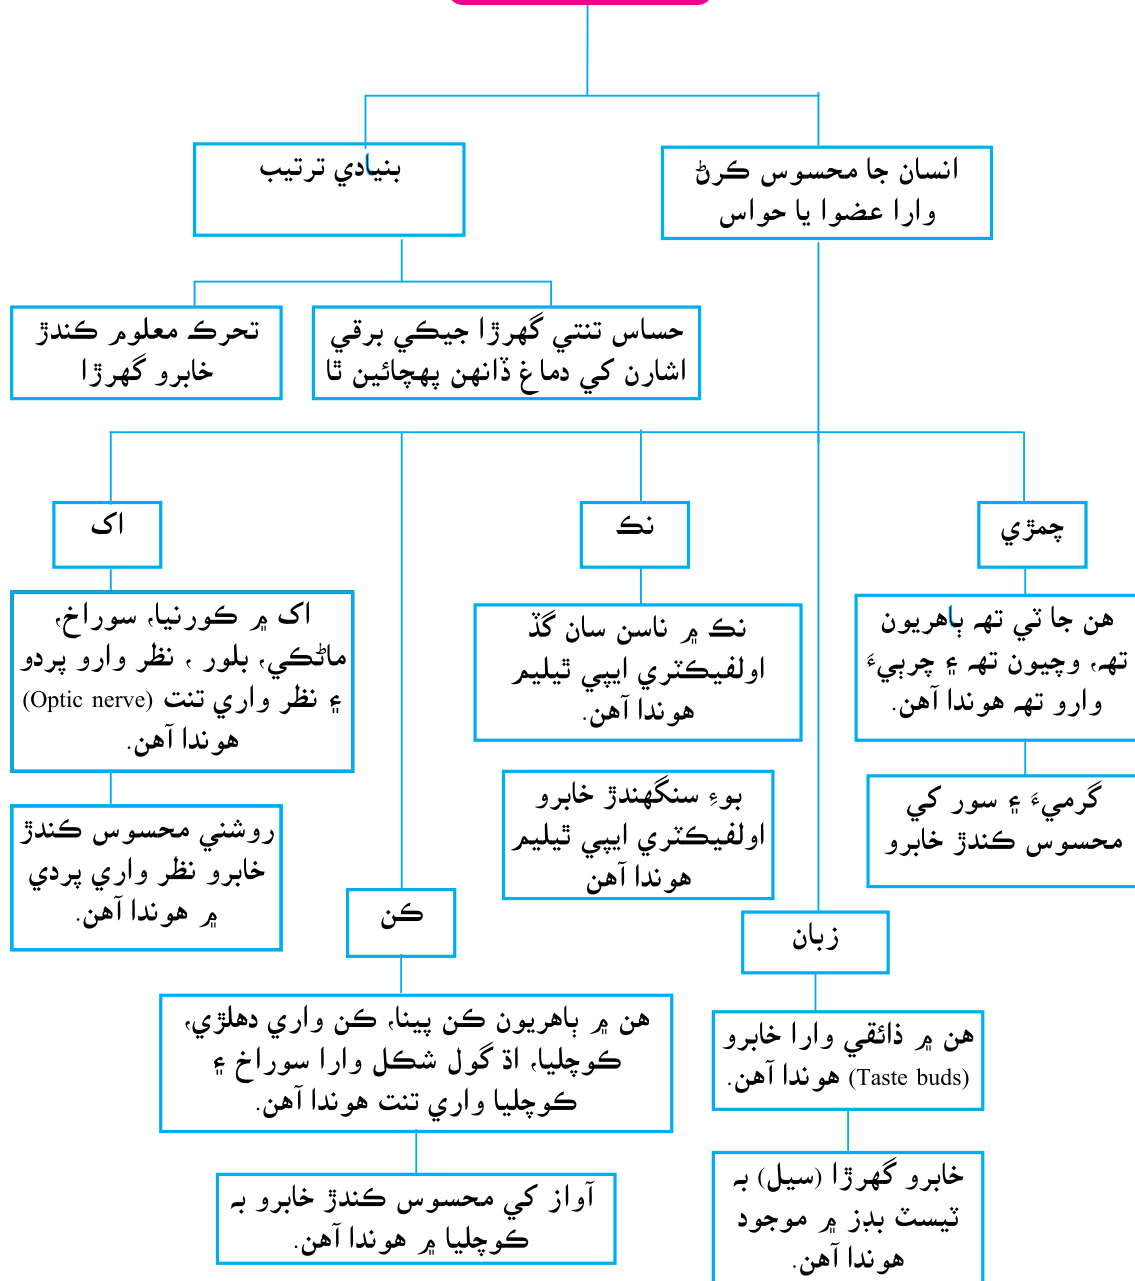 انسان جا محسوس ڪرڻ
وارا عضوا يا حواس
بنيادي ترتيب
حساس تنتي گهرڙا جيڪي برقي
اشارن کي دماغ ڏانهن پهچائين ٿا
تحرڪ معلوم ڪندڙ
خابرو گهرڙا
چمڙي
هن جا ٽي تهه ٻاهريون
تهه، وچيون تهه ۽ چرٻيءَ
وارو تهه هوندا آهن.
گرميءَ ۽ سور کي
محسوس ڪندڙ خابرو
نڪ
نڪ ۾ ناسن سان گڏ
اولفيڪٽري ايپي ٿيليم
هوندا آهن.
بوءِ سنگهندڙ خابرو
اولفيڪٽري ايپي ٿيليم
هوندا آهن
اک
اک ۾ ڪورنيا، سوراخ،
ماڻڪي، بلور ، نظر وارو پردو
۽ نظر واري تنت (Optic nerve)
هوندا آهن.
روشني محسوس ڪندڙ
خابرو نظر واري پردي
۾ هوندا آهن.
زبان
هن ۾ ذائقي وارا خابرو
(Taste buds) هوندا آهن.
خابرو گهرڙا (سيل) به
ٽيسٽ بڊز ۾ موجود
هوندا آهن.
ڪن
هن ۾ ٻاهريون ڪن پينا، ڪن واري دهلڙي،
ڪوچليا، اڌ گول شڪل وارا سوراخ ۽
ڪوچليا واري تنت هوندا آهن.
آواز کي محسوس ڪندڙ خابرو به
ڪوچليا ۾ هوندا آهن.